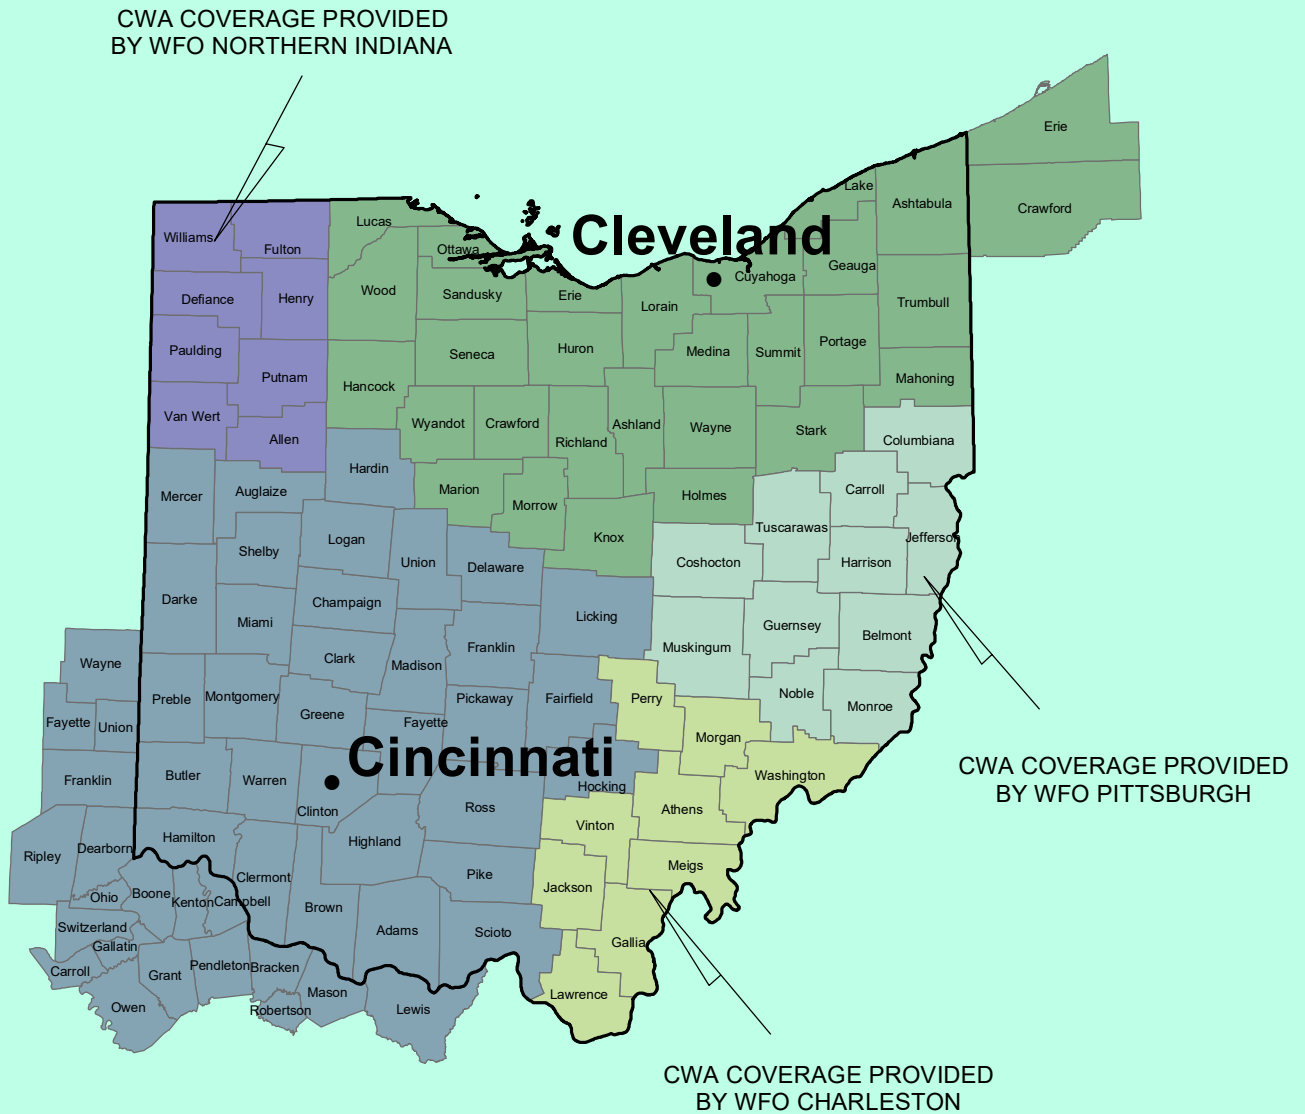 CWA COVERAGE PROVIDED
BY WFO NORTHERN INDIANA
Erie
Crawford
Lake
Ashtabula
Lucas
Williams
Fulton
Ottawa
Cleveland
Geauga
Cuyahoga
Wood
Sandusky
Erie
Lorain
Defiance
Henry
Trumbull
Paulding
Seneca
Huron
Medina
Summit
Portage
Putnam
Hancock
Mahoning
Van Wert
Allen
Wyandot
Crawford
Richland
Ashland
Wayne
Stark
Columbiana
Hardin
Mercer
Auglaize
Marion
Morrow
Holmes
Carroll
Tuscarawas
Jefferson
Logan
Shelby
Union
Delaware
Knox
Coshocton
Harrison
Darke
Champaign
Miami
Licking
Guernsey
Belmont
Franklin
Muskingum
Clark
Madison
Wayne
Preble
Montgomery
Greene
Pickaway
Fairfield
Perry
Noble
Monroe
Fayette
Union
Fayette
Morgan
Cincinnati
CWA COVERAGE PROVIDED
BY WFO PITTSBURGH
Franklin
Butler
Warren
Hocking
Washington
Clinton
Ross
Athens
Vinton
Hamilton
Highland
Ripley
Dearborn
Meigs
Clermont
Pike
Jackson
Ohio
Boone
Kenton
Campbell
Brown
Adams
Scioto
Switzerland
Gallatin
Gallia
Carroll
Grant
Pendleton
Bracken
Owen
Mason
Robertson
Lewis
Lawrence
CWA COVERAGE PROVIDED
BY WFO CHARLESTON